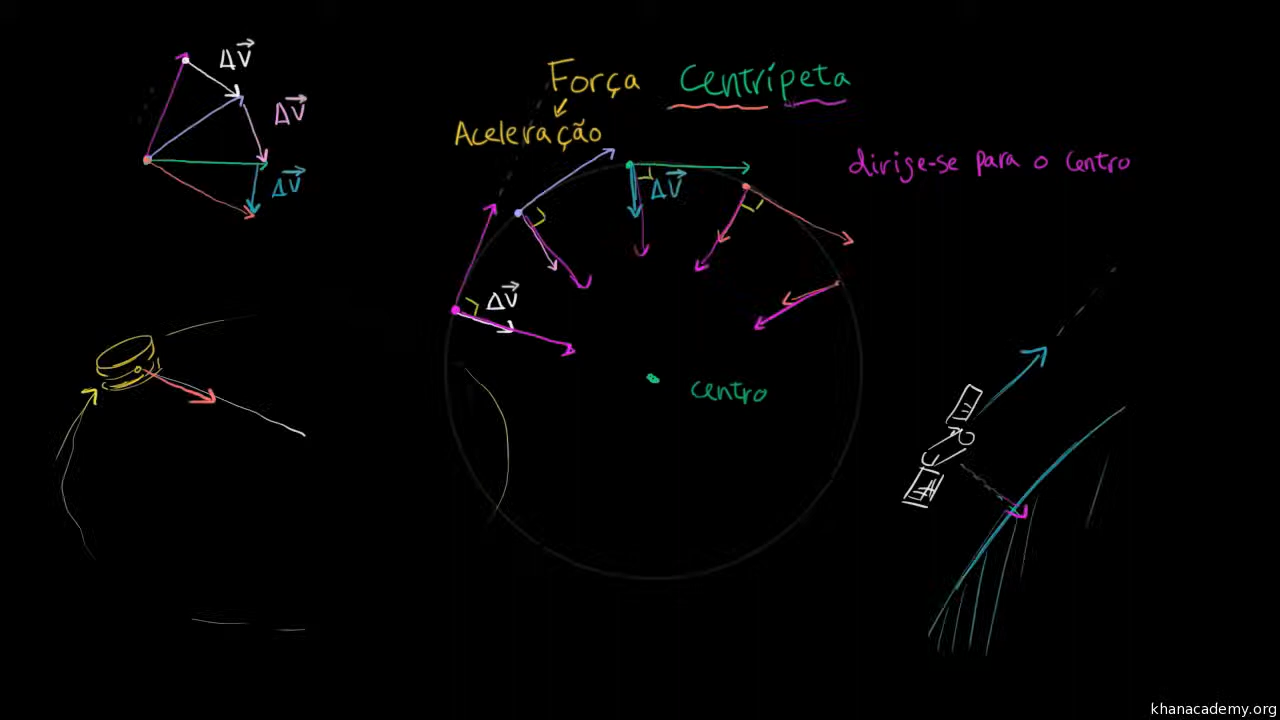 ΔV⃗
ΔV⃗
ΔV⃗
Força Centrípeta
Aceleração
dirige-se para o centro
ΔV⃗
ΔV⃗
centro
khanacademy.org